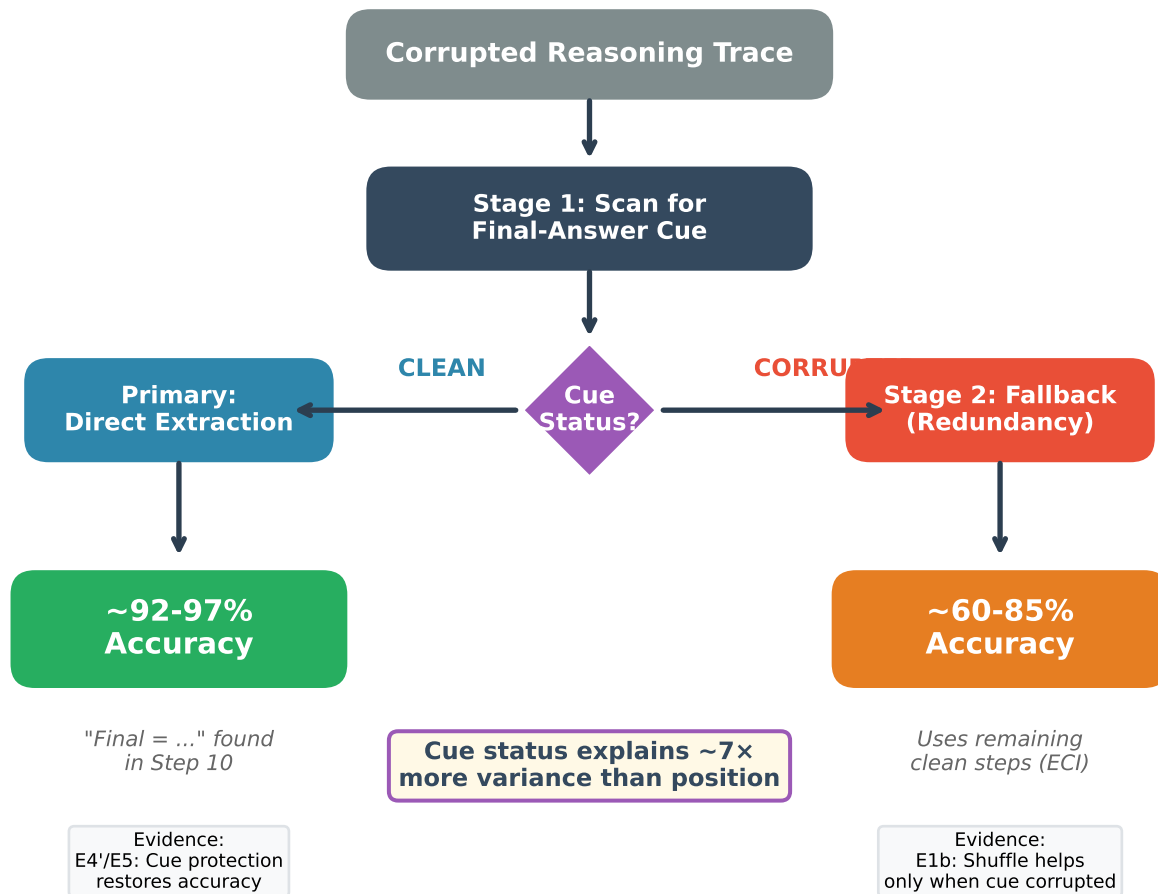 Corrupted Reasoning Trace
Stage 1: Scan for
Final-Answer Cue
CLEAN
Cue
Status?
Primary:
Direct Extraction
Stage 2: Fallback
(Redundancy)
~92-97%
Accuracy
~60-85%
Accuracy
"Final = ..." found
in Step 10
Cue status explains ~7×
more variance than position
Uses remaining
clean steps (ECI)
Evidence:
E4'/E5: Cue protection
restores accuracy
Evidence:
E1b: Shuffle helps
only when cue corrupted